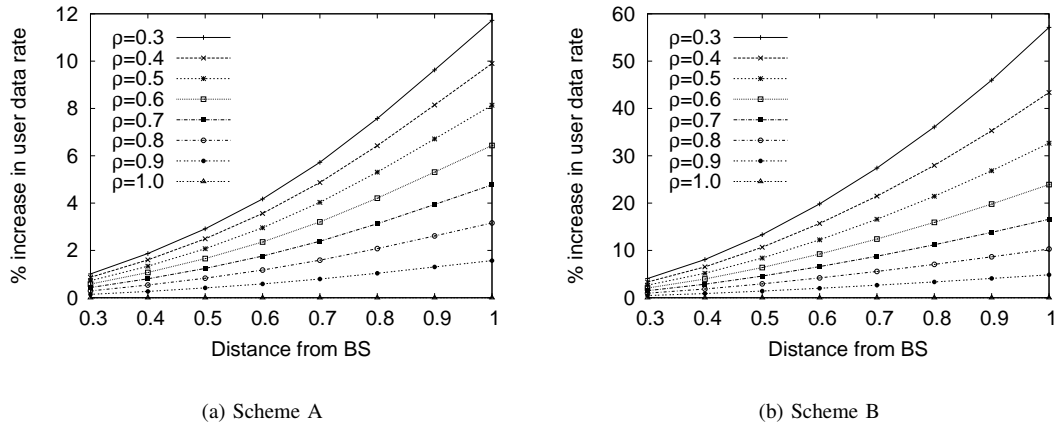 % increase in user data rate
12
10
8
6
4
2
0
ρ=0.3
ρ=0.4
ρ=0.5
ρ=0.6
ρ=0.7
ρ=0.8
ρ=0.9
ρ=1.0
0.3 0.4 0.5 0.6 0.7 0.8 0.9 1
Distance from BS
(a) Scheme A
% increase in user data rate
60
50
40
30
20
10
0
ρ=0.3
ρ=0.4
ρ=0.5
ρ=0.6
ρ=0.7
ρ=0.8
ρ=0.9
ρ=1.0
0.3 0.4 0.5 0.6 0.7 0.8 0.9 1
Distance from BS
(b) Scheme B